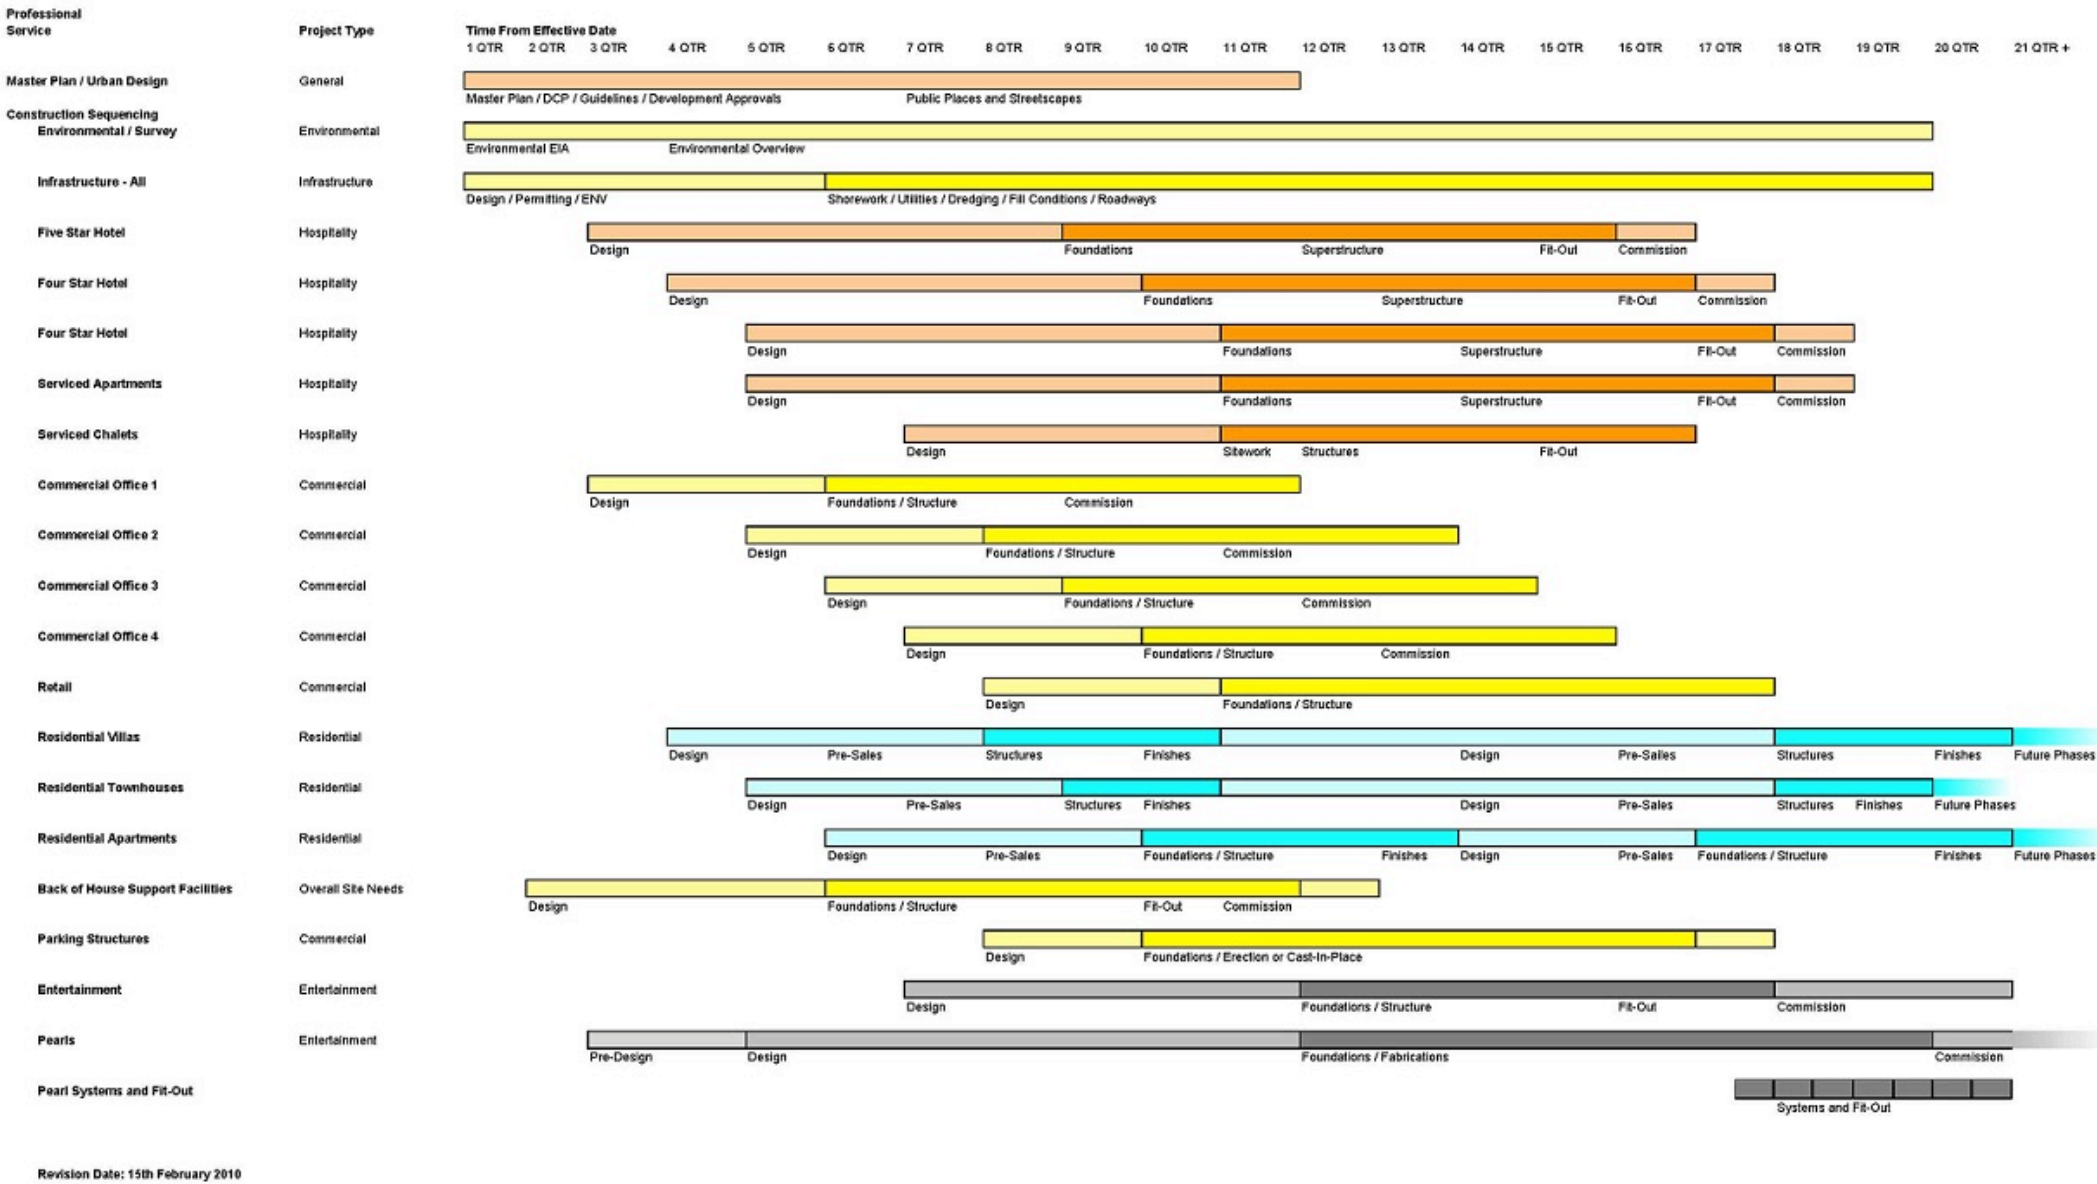 Professional
Service Project Type Time From Effective Date
1 QTR 2 QTR 3 QTR 4 QTR 5 QTR 6 QTR 7 QTR 8 QTR 9 QTR 10 QTR 11 QTR 12 QTR 13 QTR 14 QTR 15 QTR 16 QTR 17 QTR 18 QTR 19 QTR 20 QTR 21 QTR +
Master Plan / Urban Design General
Master Plan / DCP / Guidelines / Development Approvals Public Places and Streetscapes
Construction Sequencing
Environmental / Survey Environmental
Environmental EIA Environmental Overview
Infrastructure - All Infrastructure
Design / Permitting / ENV Shorework / Utilities / Dredging / Fill Conditions / Roadways
Five Star Hotel Hospitality
Design Foundations Superstructure Fit-Out Commission
Four Star Hotel Hospitality
Design Foundations Superstructure Fit-Out Commission
Four Star Hotel Hospitality
Design Foundations Superstructure Fit-Out Commission
Serviced Apartments Hospitality
Design Foundations Superstructure Fit-Out Commission
Serviced Chalets Hospitality
Design Sitework Structures Fit-Out
Commercial Office 1 Commercial
Design Foundations / Structure Commission
Commercial Office 2 Commercial
Design Foundations / Structure Commission
Commercial Office 3 Commercial
Design Foundations / Structure Commission
Commercial Office 4 Commercial
Design Foundations / Structure Commission
Retail Commercial
Design Foundations / Structure
Residential Villas Residential
Design Pre-Sales Structures Finishes Design Pre-Sales Structures Finishes Future Phases
Residential Townhouses Residential
Design Pre-Sales Structures Finishes Design Pre-Sales Structures Finishes Future Phases
Residential Apartments Residential
Design Pre-Sales Foundations / Structure Finishes Design Pre-Sales Foundations / Structure Finishes Future Phases
Back of House Support Facilities Overall Site Needs
Design Foundations / Structure Fit-Out Commission
Parking Structures Commercial
Design Foundations / Erection or Cast-In-Place
Entertainment Entertainment
Design Foundations / Structure Fit-Out Commission
Pearls Entertainment
Pre-Design Design Foundations / Fabrications Commission
Pearl Systems and Fit-Out
Systems and Fit-Out
Revision Date: 15th February 2010